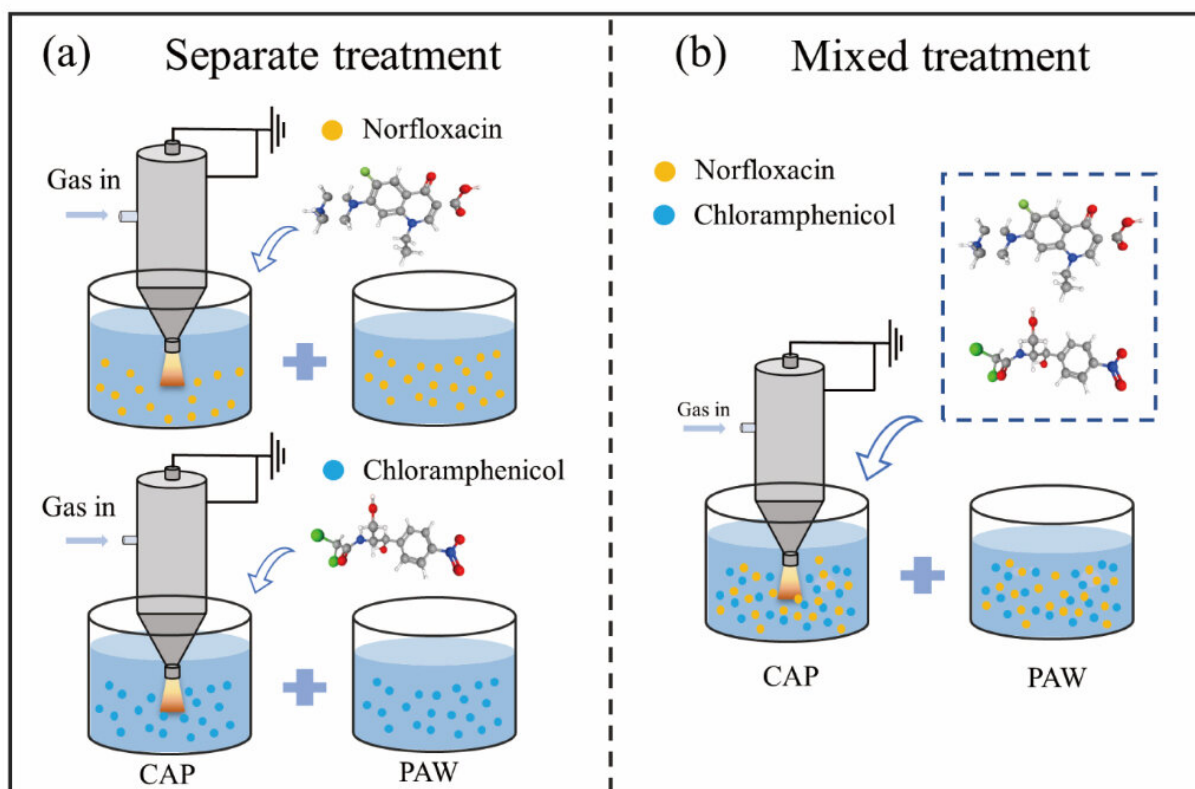 (a) Separate treatment
Norfloxacin
Gas in
Chloramphenicol
Gas in
CAP
PAW
(b) Mixed treatment
Norfloxacin
Chloramphenicol
Gas in
CAP
PAW